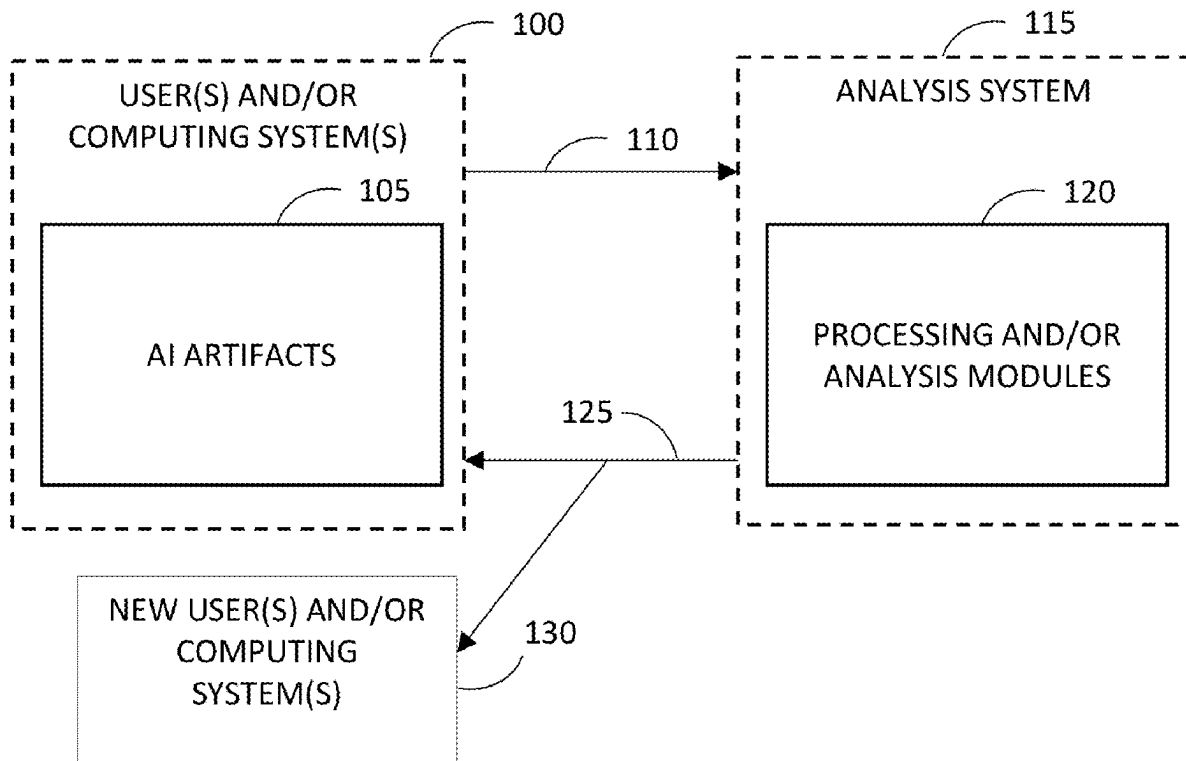 100
115
USER(S) AND/OR
COMPUTING SYSTEM(S)
ANALYSIS SYSTEM
110
105
120
AI ARTIFACTS
PROCESSING AND/OR
ANALYSIS MODULES
125
NEW USER(S) AND/OR
COMPUTING
SYSTEM(S)
130